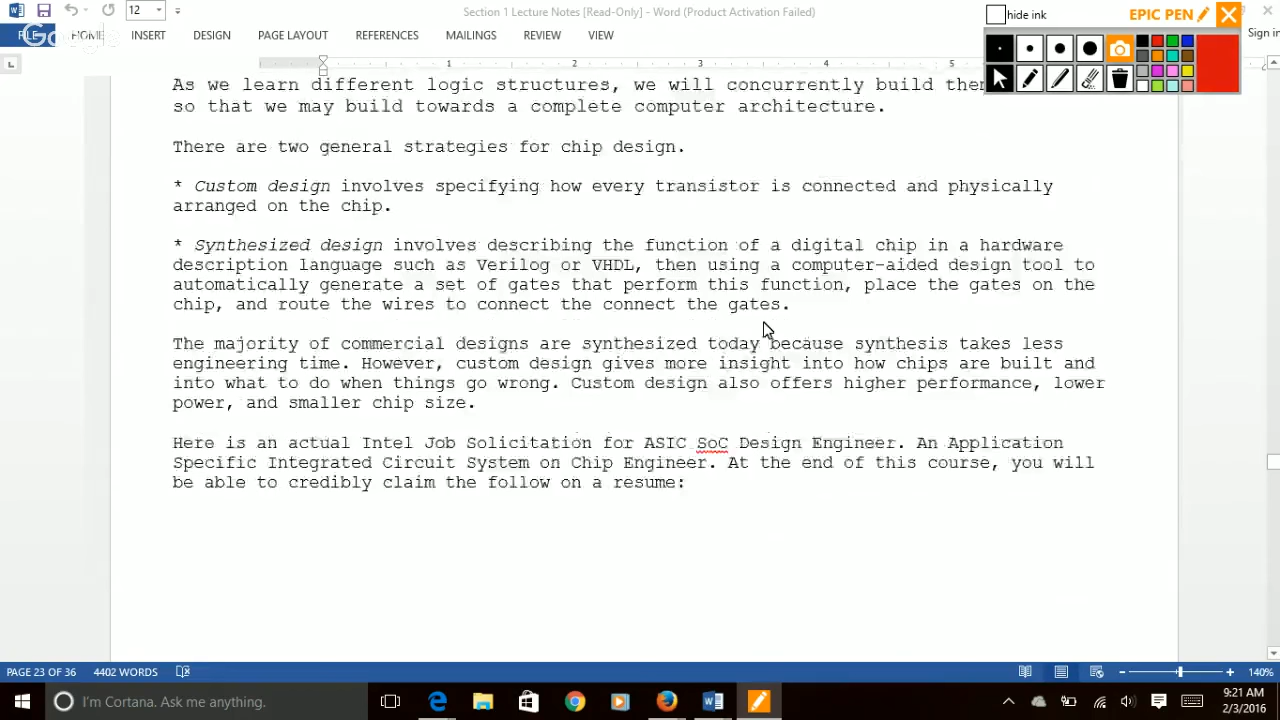 12
Section 1 Lecture Notes [Read-Only] - Word (Product Activation Failed)
hide ink
EPIC PEN
FILE HOME INSERT DESIGN PAGE LAYOUT REFERENCES MAILINGS REVIEW VIEW
Sign in
1 2 3 4 5
As we learn different logic structures, we will concurrently build
so that we may build towards a complete computer architecture.
There are two general strategies for chip design.
* Custom design involves specifying how every transistor is connected and physically
arranged on the chip.
* Synthesized design involves describing the function of a digital chip in a hardware
description language such as Verilog or VHDL, then using a computer-aided design tool to
automatically generate a set of gates that perform this function, place the gates on the
chip, and route the wires to connect the connect the gates.
The majority of commercial designs are synthesized today because synthesis takes less
engineering time. However, custom design gives more insight into how chips are built and
into what to do when things go wrong. Custom design also offers higher performance, lower
power, and smaller chip size.
Here is an actual Intel Job Solicitation for ASIC SoC Design Engineer. An Application
Specific Integrated Circuit System on Chip Engineer. At the end of this course, you will
be able to credibly claim the follow on a resume:
PAGE 23 OF 36 4402 WORDS
140%
I'm Cortana. Ask me anything.
9:21 AM
2/3/2016